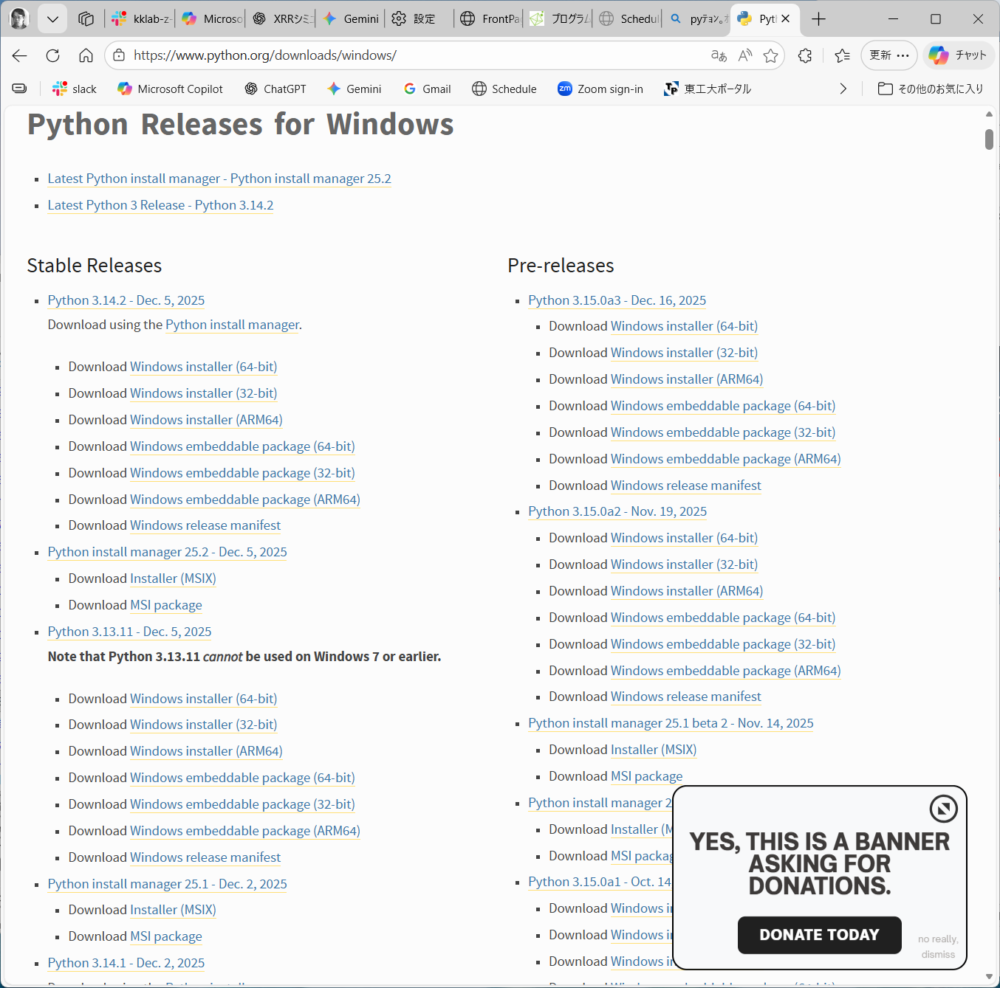 kklab-z-
Microso
XRRシミュ
Gemini
設定
FrontPa
プログラム
Schedul
Pyt
https://www.python.org/downloads/windows/
更新
チャット
slack
Microsoft Copilot
ChatGPT
Gemini
Gmail
Schedule
zm
Zoom sign-in
東工大ポータル
その他のお気に入り
Python Releases for Windows
Latest Python install manager - Python install manager 25.2
Latest Python 3 Release - Python 3.14.2
Stable Releases
Python 3.14.2 - Dec. 5, 2025
Download using the Python install manager.
Download Windows installer (64-bit)
Download Windows installer (32-bit)
Download Windows installer (ARM64)
Download Windows embeddable package (64-bit)
Download Windows embeddable package (32-bit)
Download Windows embeddable package (ARM64)
Download Windows release manifest
Python install manager 25.2 - Dec. 5, 2025
Download Installer (MSIX)
Download MSI package
Python 3.13.11 - Dec. 5, 2025
Note that Python 3.13.11 cannot be used on Windows 7 or earlier.
Download Windows installer (64-bit)
Download Windows installer (32-bit)
Download Windows installer (ARM64)
Download Windows embeddable package (64-bit)
Download Windows embeddable package (32-bit)
Download Windows embeddable package (ARM64)
Download Windows release manifest
Python install manager 25.1 - Dec. 2, 2025
Download Installer (MSIX)
Download MSI package
Python 3.14.1 - Dec. 2, 2025
Pre-releases
Python 3.15.0a3 - Dec. 16, 2025
Download Windows installer (64-bit)
Download Windows installer (32-bit)
Download Windows installer (ARM64)
Download Windows embeddable package (64-bit)
Download Windows embeddable package (32-bit)
Download Windows embeddable package (ARM64)
Download Windows release manifest
Python 3.15.0a2 - Nov. 19, 2025
Download Windows installer (64-bit)
Download Windows installer (32-bit)
Download Windows installer (ARM64)
Download Windows embeddable package (64-bit)
Download Windows embeddable package (32-bit)
Download Windows embeddable package (ARM64)
Download Windows release manifest
Python install manager 25.1 beta 2 - Nov. 14, 2025
Download Installer (MSIX)
Download MSI package
Python install manager 2
Download Installer (M
Download MSI packag
Python 3.15.0a1 - Oct. 14
Download Windows in
Download Windows in
Download Windows in
YES, THIS IS A BANNER
ASKING FOR
DONATIONS.
DONATE TODAY
no really,
dismiss